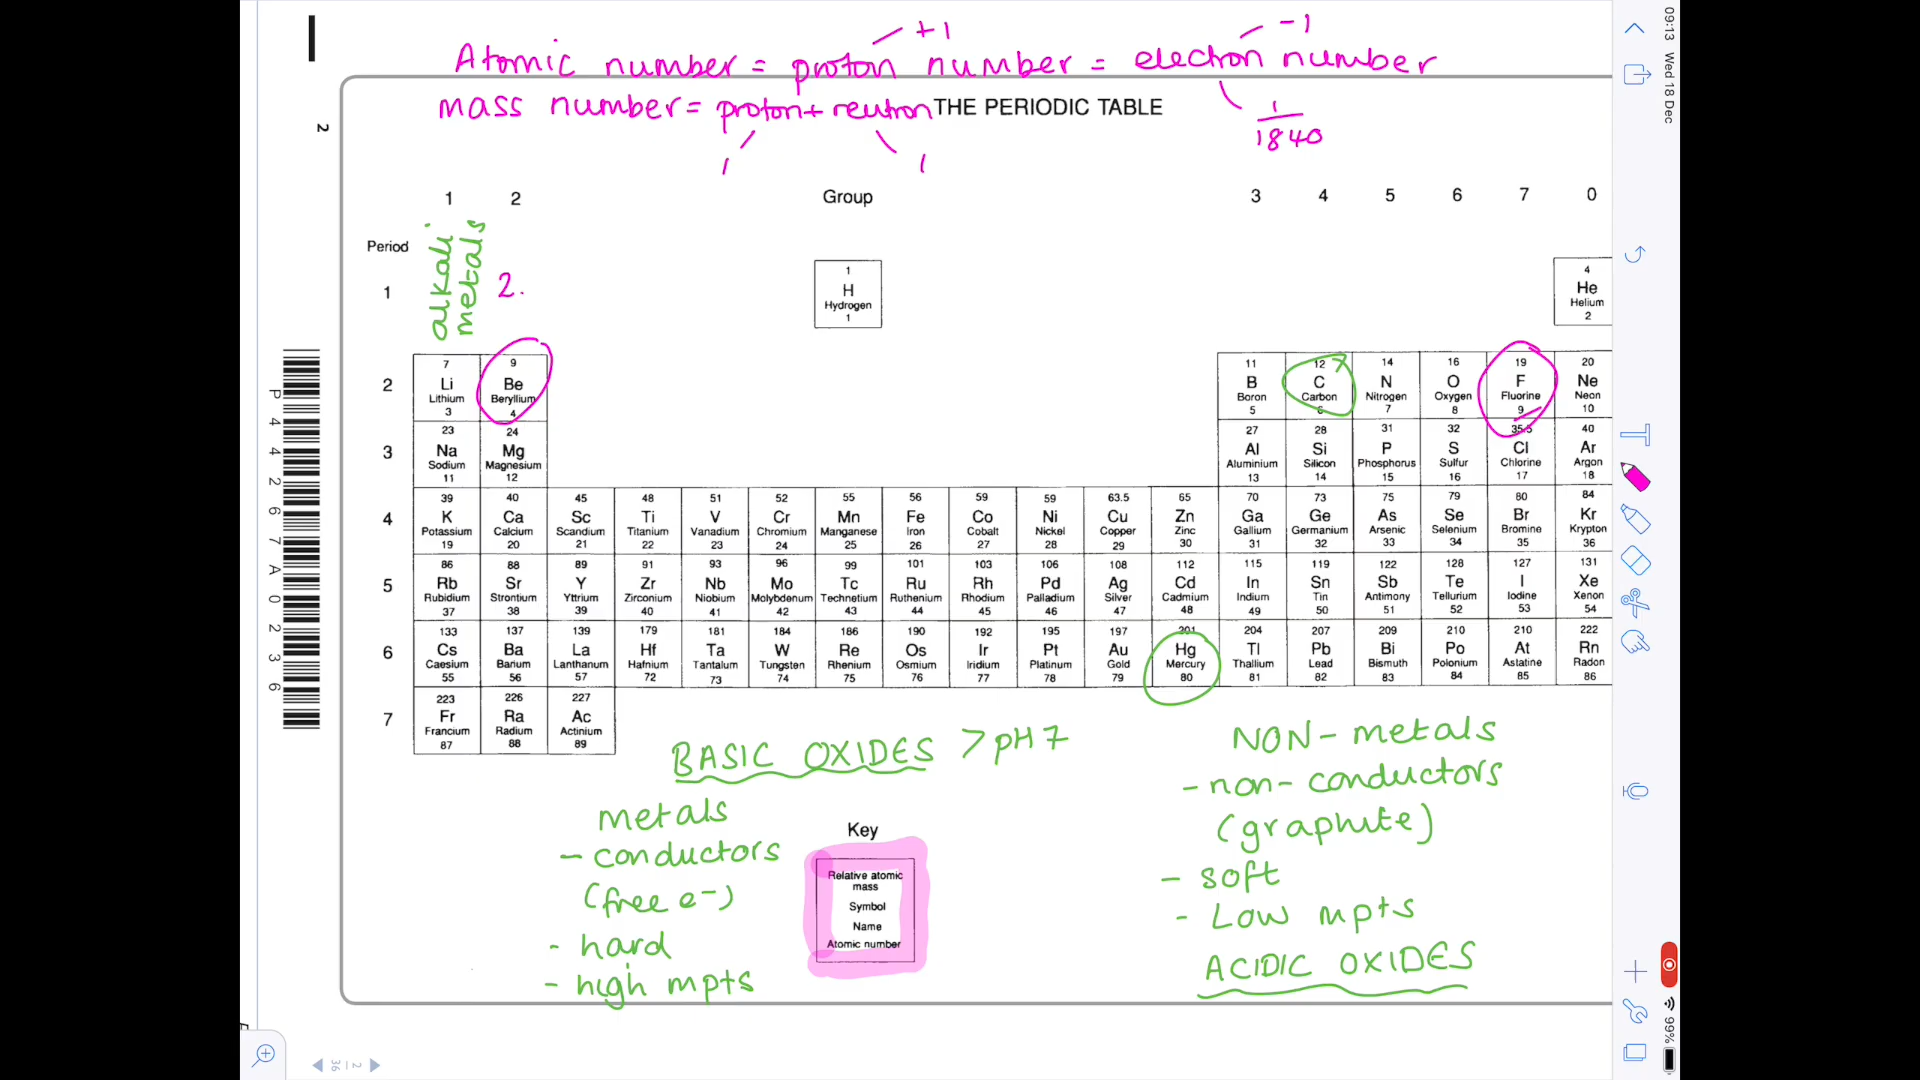 +1
-1
Atomic number = proton number = electron number
mass number = proton + neutron
THE PERIODIC TABLE
1
1
1
1840
2
1 2 Group 3 4 5 6 7 0
alkali
metals
Period
2.
1
1
H
Hydrogen
1
4
He
Helium
2
2
7 9 11 12 14 16 19 20
Li Be B C N O F Ne
Lithium Beryllium Boron Carbon Nitrogen Oxygen Fluorine Neon
3 4 5 6 7 8 9 10
3
23 24 27 28 31 32 35.5 40
Na Mg Al Si P S Cl Ar
Sodium Magnesium Aluminium Silicon Phosphorus Sulfur Chlorine Argon
11 12 13 14 15 16 17 18
4
39 40 45 48 51 52 55 56 59 59 63.5 65 70 73 75 79 80 84
K Ca Sc Ti V Cr Mn Fe Co Ni Cu Zn Ga Ge As Se Br Kr
Potassium Calcium Scandium Titanium Vanadium Chromium Manganese Iron Cobalt Nickel Copper Zinc Gallium Germanium Arsenic Selenium Bromine Krypton
19 20 21 22 23 24 25 26 27 28 29 30 31 32 33 34 35 36
5
86 88 89 91 93 96 99 101 103 106 108 112 115 119 122 128 127 131
Rb Sr Y Zr Nb Mo Tc Ru Rh Pd Ag Cd In Sn Sb Te I Xe
Rubidium Strontium Yttrium Zirconium Niobium Molybdenum Technetium Ruthenium Rhodium Palladium Silver Cadmium Indium Tin Antimony Tellurium Iodine Xenon
37 38 39 40 41 42 43 44 45 46 47 48 49 50 51 52 53 54
6
133 137 139 179 181 184 186 190 192 195 197 201 204 207 209 210 210 222
Cs Ba La Hf Ta W Re Os Ir Pt Au Hg Tl Pb Bi Po At Rn
Caesium Barium Lanthanum Hafnium Tantalum Tungsten Rhenium Osmium Iridium Platinum Gold Mercury Thallium Lead Bismuth Polonium Astatine Radon
55 56 57 72 73 74 75 76 77 78 79 80 81 82 83 84 85 86
7
223 226 227
Fr Ra Ac
Francium Radium Actinium
87 88 89
BASIC OXIDES > pH 7
metals
- conductors
(free e-)
- hard
- high mpts
Key
Relative atomic
mass
Symbol
Name
Atomic number
NON-metals
- non-conductors
(graphite)
- soft
- Low mpts
ACIDIC OXIDES
P44267A0236
09:13 Wed 18 Dec
99%
2 | 36